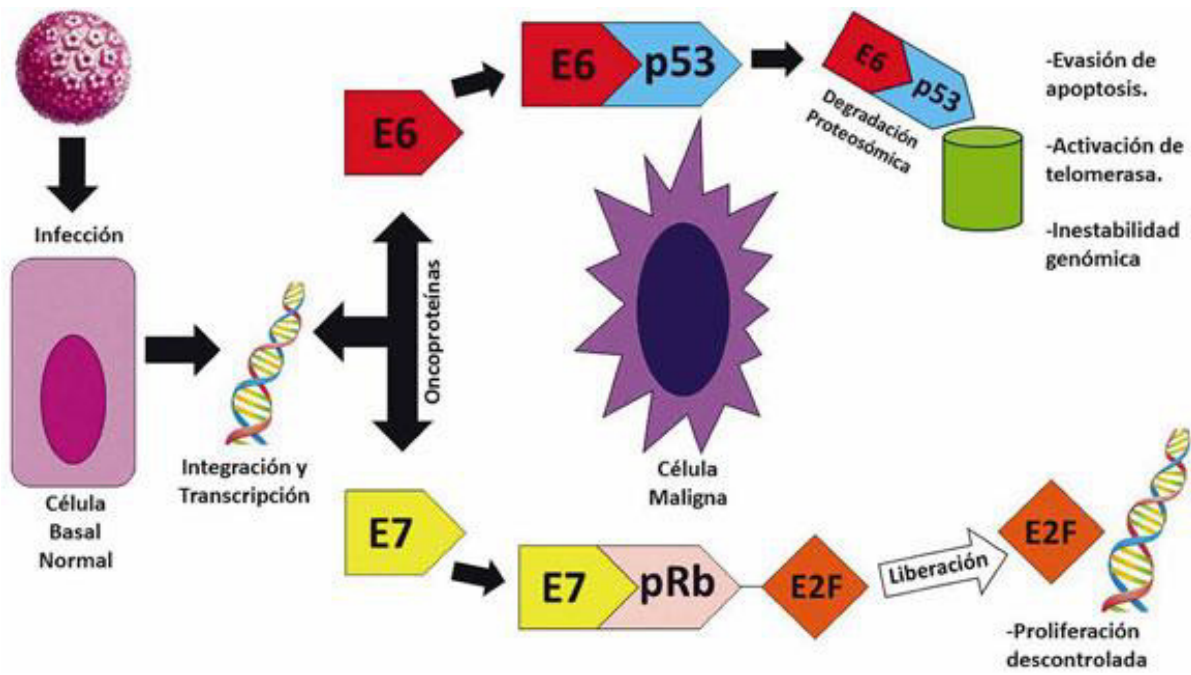 Infección
Célula
Basal
Normal
Integración y
Transcripción
Oncoproteínas
E6
E6
p53
E6
p53
Degradación
Proteosómica
-Evasión de
apoptosis.
-Activación de
telomerasa.
-Inestabilidad
genómica
Célula
Maligna
E7
E7
pRb
E2F
Liberación
E2F
-Proliferación
descontrolada